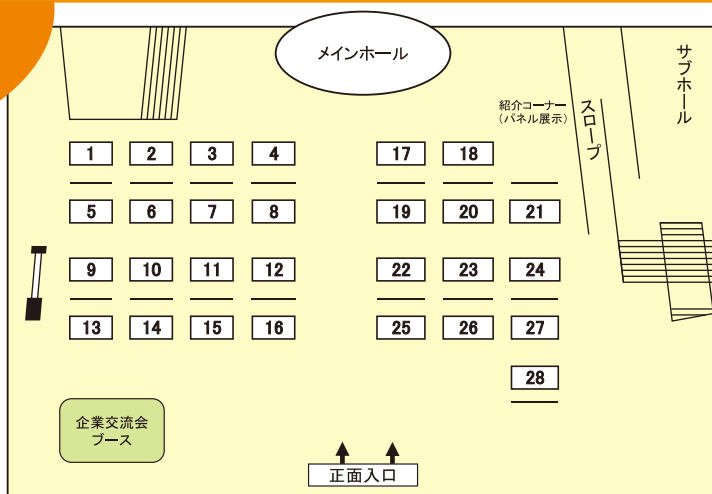 メインホール
サブホール
紹介コーナー
（パネル展示）
スロープ
1 2 3 4 17 18
5 6 7 8 19 20 21
9 10 11 12 22 23 24
13 14 15 16 25 26 27
28
企業交流会
ブース
正面入口